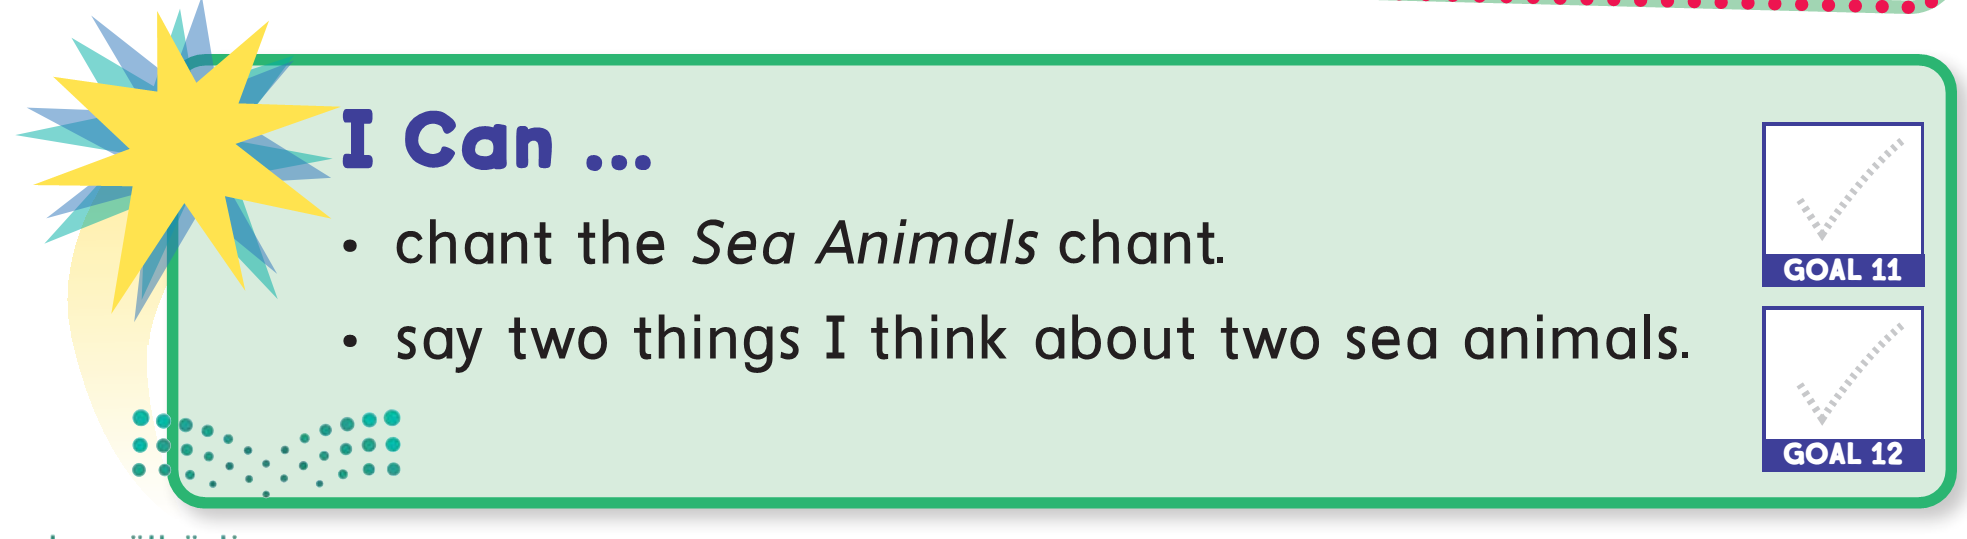 I Can ...
• chant the Sea Animals chant.
GOAL 11
• say two things I think about two sea animals.
GOAL 12